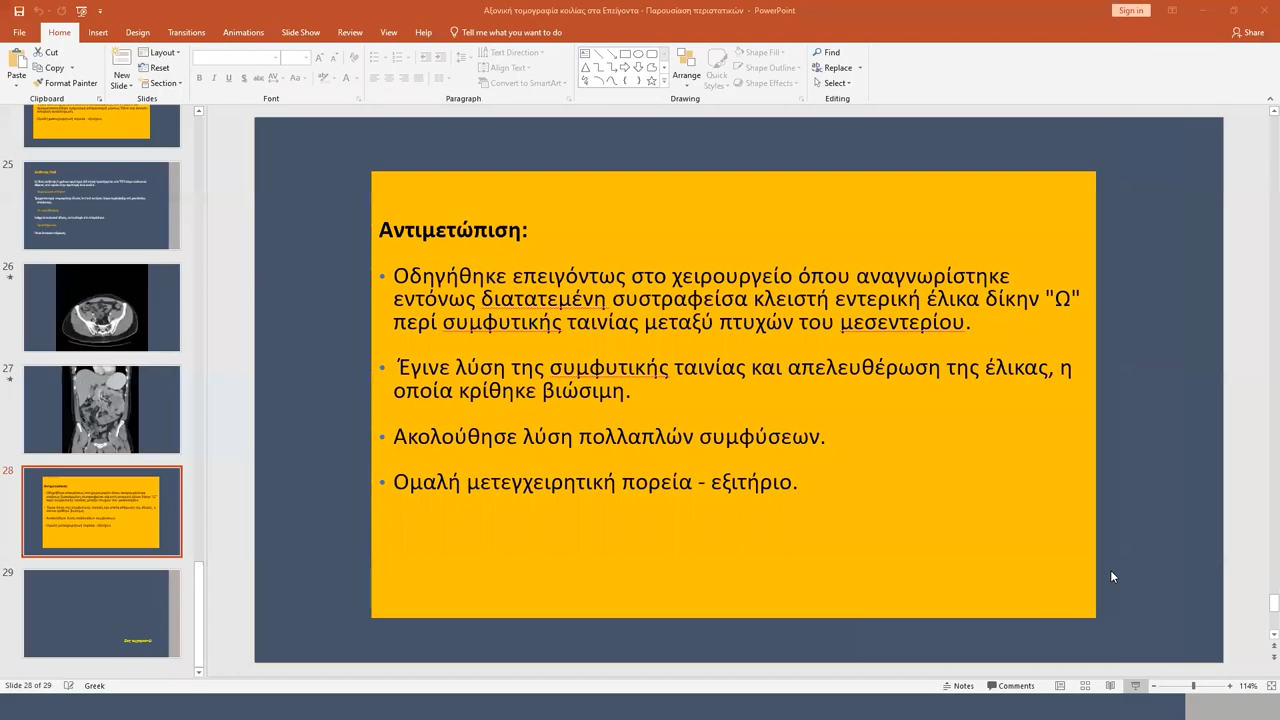 Αξονική τομογραφία κοιλίας στα Επείγοντα - Παρουσίαση περιστατικών - PowerPoint
Sign in
File Home Insert Design Transitions Animations Slide Show Review View Help Tell me what you want to do Share
Paste
Cut
Copy
Format Painter
Clipboard
New Slide
Layout
Reset
Section
Slides
Font
Text Direction
Align Text
Convert to SmartArt
Paragraph
Arrange
Quick Styles
Shape Fill
Shape Outline
Shape Effects
Drawing
Find
Replace
Select
Editing
25
26
27
28
29
Αντιμετώπιση:
• Οδηγήθηκε επειγόντως στο χειρουργείο όπου αναγνωρίστηκε
εντόνως διατατεμένη συστραφείσα κλειστή εντερική έλικα δίκην "Ω"
περί συμφυτικής ταινίας μεταξύ πτυχών του μεσεντερίου.
• Έγινε λύση της συμφυτικής ταινίας και απελευθέρωση της έλικας, η
οποία κρίθηκε βιώσιμη.
• Ακολούθησε λύση πολλαπλών συμφύσεων.
• Ομαλή μετεγχειρητική πορεία - εξιτήριο.
Slide 28 of 29 Greek Notes Comments 114%